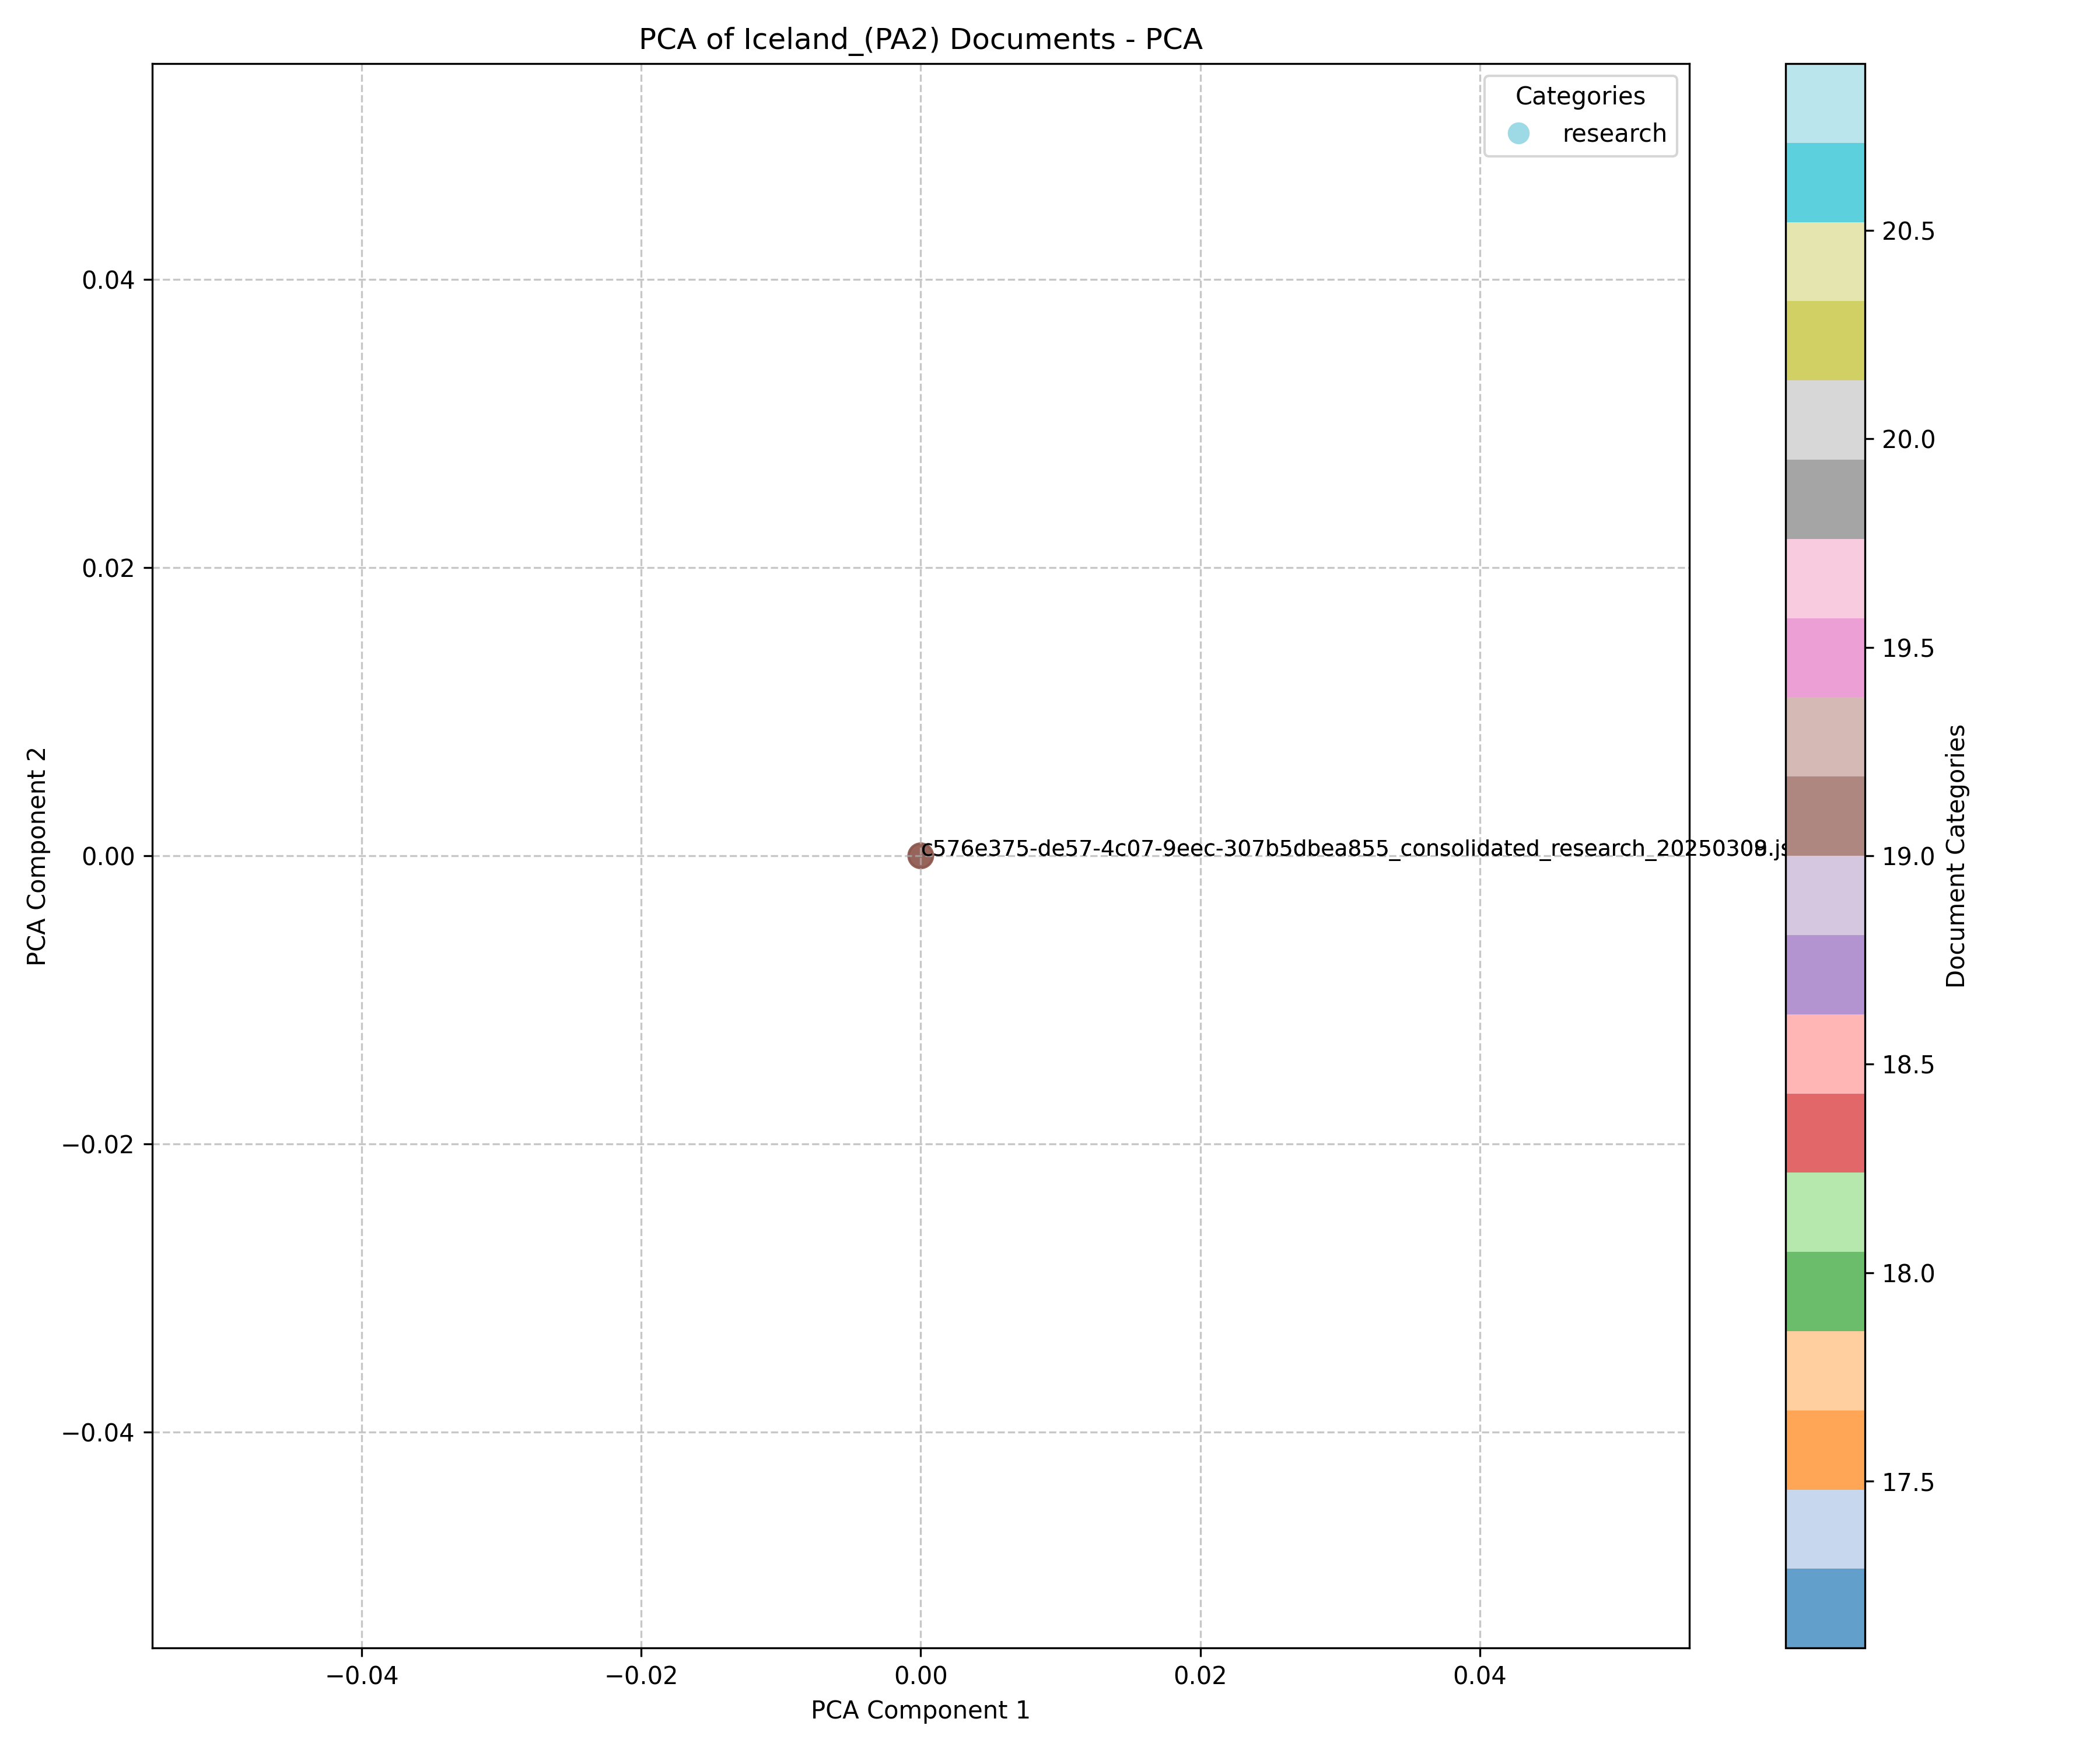 PCA of Iceland_(PA2) Documents - PCA
Categories
research
0.04
0.02
0.00
−0.02
−0.04
PCA Component 2
c576e375-de57-4c07-9eec-307b5dbea855_consolidated_research_20250309.js
−0.04
−0.02
0.00
0.02
0.04
PCA Component 1
20.5
20.0
19.5
19.0
18.5
18.0
17.5
Document Categories